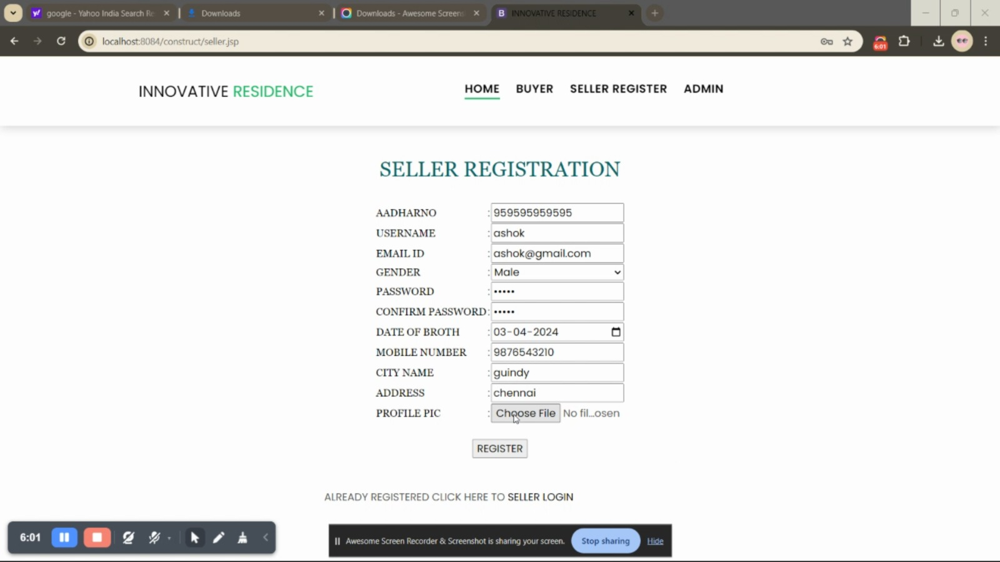 google - Yahoo India Search Re
Downloads
Downloads - Awesome Screens
B INNOVATIVE RESIDENCE
localhost:8084/construct/seller.jsp
6:01
INNOVATIVE RESIDENCE
HOME BUYER SELLER REGISTER ADMIN
SELLER REGISTRATION
AADHARNO : 959595959595
USERNAME : ashok
EMAIL ID : ashok@gmail.com
GENDER : Male
PASSWORD : •••••
CONFIRM PASSWORD : •••••
DATE OF BROTH : 03-04-2024
MOBILE NUMBER : 9876543210
CITY NAME : guindy
ADDRESS : chennai
PROFILE PIC : Choose File No fil...osen
REGISTER
ALREADY REGISTERED CLICK HERE TO SELLER LOGIN
6:01
Awesome Screen Recorder & Screenshot is sharing your screen. Stop sharing Hide